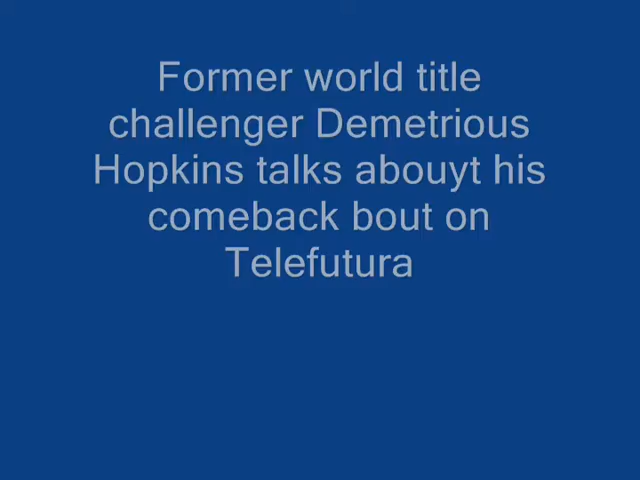 Former world title
challenger Demetrious
Hopkins talks abouyt his
comeback bout on
Telefutura